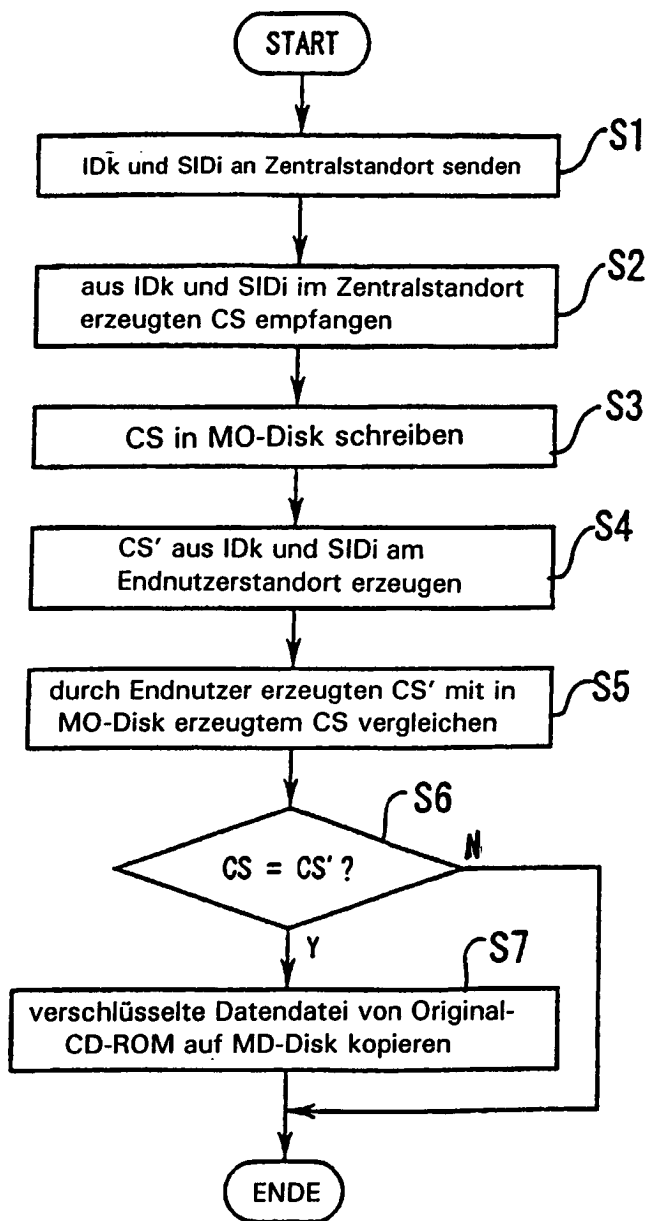 START
S1
IDk und SIDi an Zentralstandort senden
S2
aus IDk und SIDi im Zentralstandort
erzeugten CS empfangen
S3
CS in MO-Disk schreiben
S4
CS' aus IDk und SIDi am
Endnutzerstandort erzeugen
S5
durch Endnutzer erzeugten CS' mit in
MO-Disk erzeugtem CS vergleichen
S6
CS = CS'?
N
Y
S7
verschlüsselte Datendatei von Original-
CD-ROM auf MD-Disk kopieren
ENDE